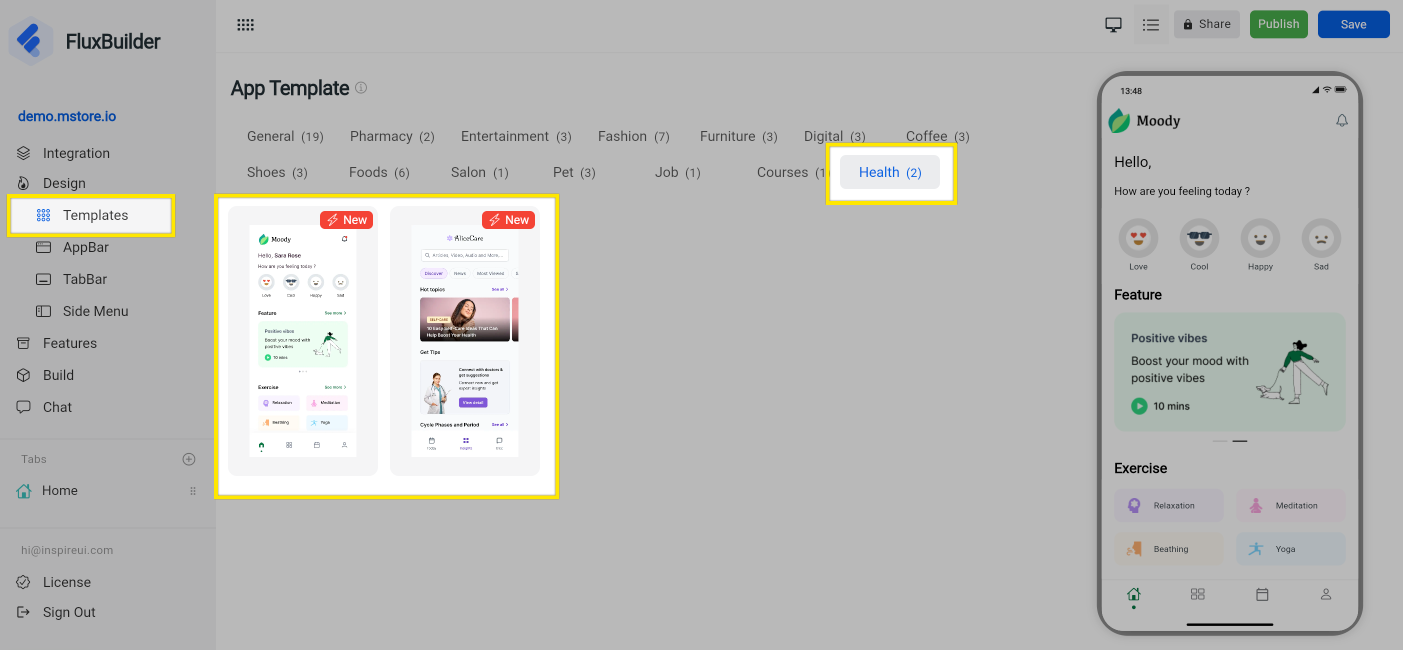 FluxBuilder
demo.mstore.io
Integration
Design
Templates
AppBar
TabBar
Side Menu
Features
Build
Chat
Tabs
Home
hi@inspireui.com
License
Sign Out
Share
Publish
Save
App Template
General (19) Pharmacy (2) Entertainment (3) Fashion (7) Furniture (3) Digital (3) Coffee (3)
Shoes (3) Foods (6) Salon (1) Pet (3) Job (1) Courses (1 Health (2)
New
Moody
Hello, Sara Rose
How are you feeling today ?
Love Cool Happy Sad
Feature See more >
Positive vibes
Boost your mood with
positive vibes
10 mins
Exercise See more >
Relaxation Meditation
Beathing Yoga
New
AliceCare
Articles, Video, Audio and More...
Discover News Most Viewed
Hot topics See all >
SELF-CARE
10 Easy Self-Care Ideas That Can
Help Boost Your Health
Get Tips
Connect with doctors &
get suggestions
Connect now and get
expert insights
View detail
Cycle Phases and Period See all >
Today Insights
13:48
Moody
Hello,
How are you feeling today ?
Love Cool Happy Sad
Feature
Positive vibes
Boost your mood with
positive vibes
10 mins
Exercise
Relaxation Meditation
Beathing Yoga